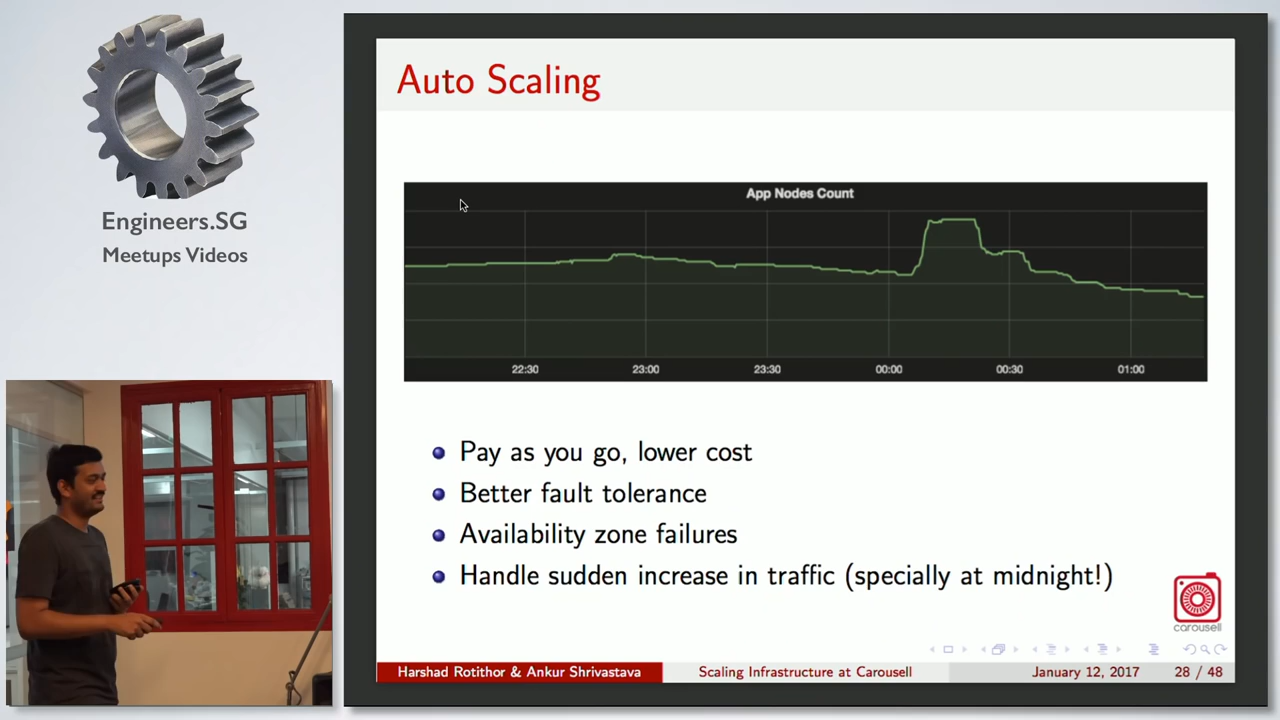 Engineers.SG
Meetups Videos
Auto Scaling
App Nodes Count
22:30 23:00 23:30 00:00 00:30 01:00
Pay as you go, lower cost
Better fault tolerance
Availability zone failures
Handle sudden increase in traffic (specially at midnight!)
carousell
Harshad Rotithor & Ankur Shrivastava Scaling Infrastructure at Carousell January 12, 2017 28 / 48